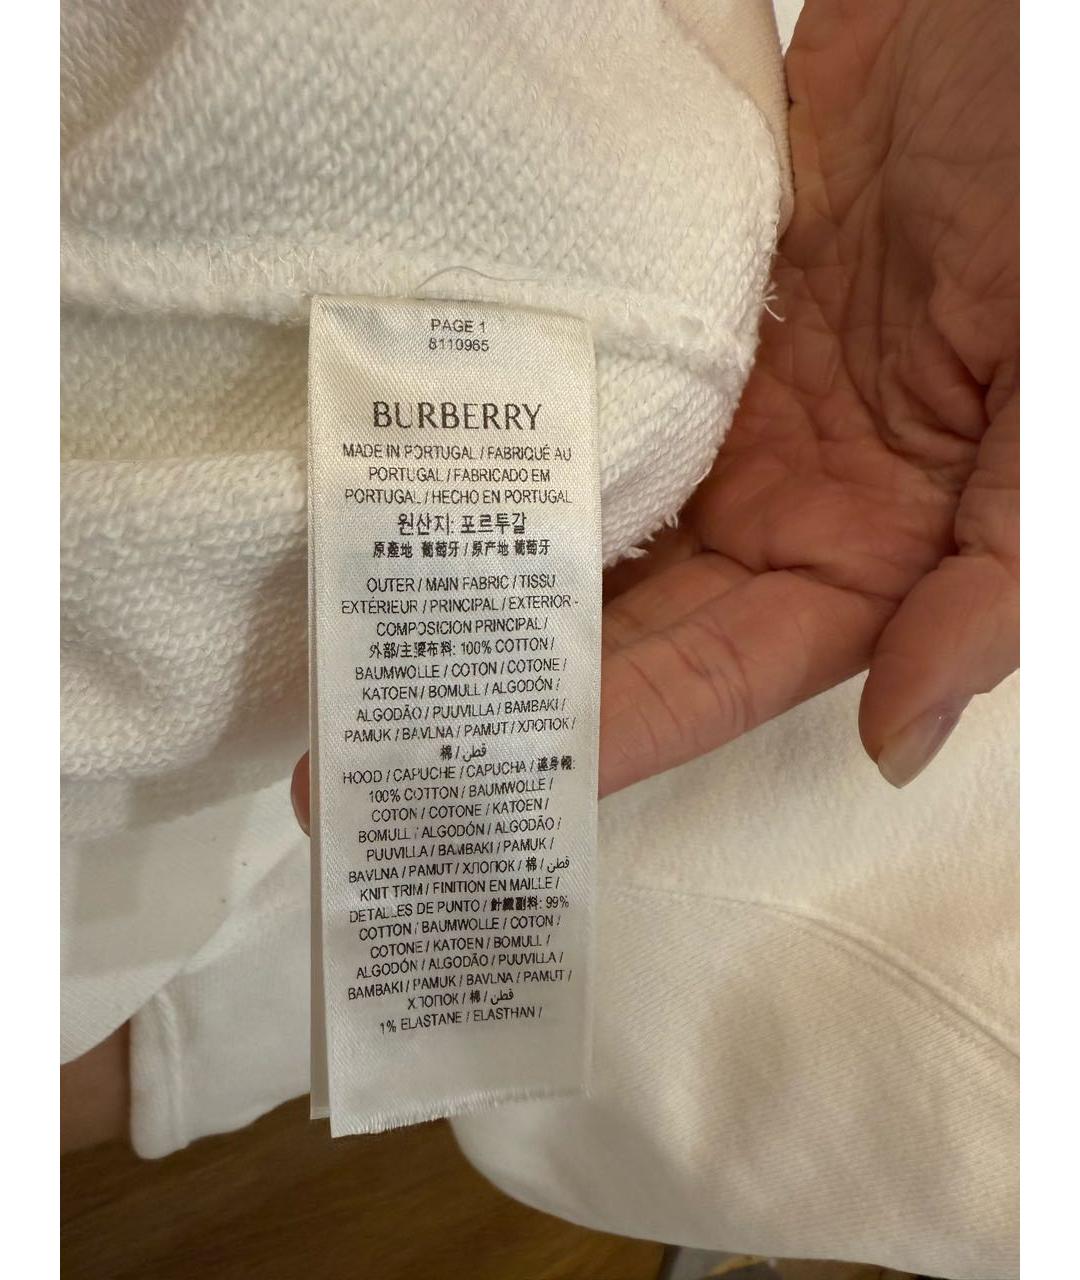 PAGE 1
8110965
BURBERRY
MADE IN PORTUGAL / FABRIQUÉ AU
PORTUGAL / FABRICADO EM
PORTUGAL / HECHO EN PORTUGAL
원산지: 포르투갈
原產地 葡萄牙 / 原产地 葡萄牙
OUTER / MAIN FABRIC / TISSU
EXTÉRIEUR / PRINCIPAL / EXTERIOR -
COMPOSICION PRINCIPAL /
外部/主要布料: 100% COTTON /
BAUMWOLLE / COTON / COTONE /
KATOEN / BOMULL / ALGODÓN /
ALGODÃO / PUUVILLA / BAMBAKI /
PAMUK / BAVLNA / PAMUT / ХЛОПОК /
棉 / قطن
HOOD / CAPUCHE / CAPUCHA / 連身帽:
100% COTTON / BAUMWOLLE /
COTON / COTONE / KATOEN /
BOMULL / ALGODÓN / ALGODÃO /
PUUVILLA / BAMBAKI / PAMUK /
BAVLNA / PAMUT / ХЛОПОК / 棉 / قطن
KNIT TRIM / FINITION EN MAILLE /
DETALLES DE PUNTO / 針織副料: 99%
COTTON / BAUMWOLLE / COTON /
COTONE / KATOEN / BOMULL /
ALGODÓN / ALGODÃO / PUUVILLA /
BAMBAKI / PAMUK / BAVLNA / PAMUT /
ХЛОПОК / 棉 / قطن
1% ELASTANE / ELASTHAN /